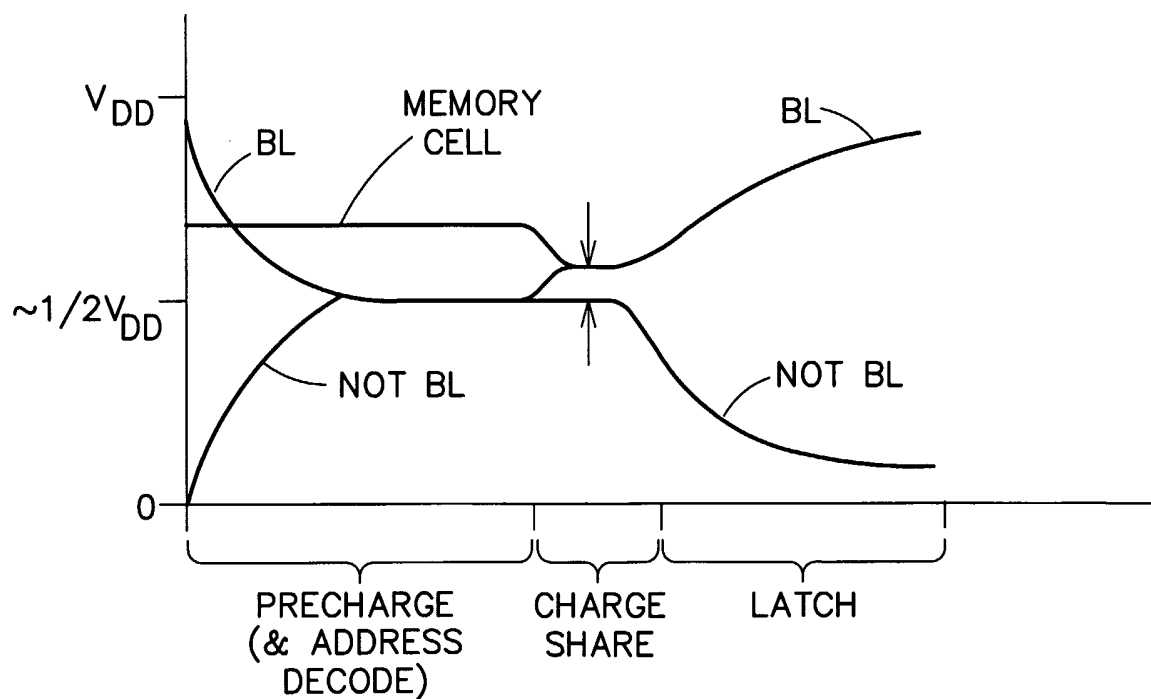 V_DD
MEMORY
CELL
BL
BL
~1/2V_DD
NOT BL
NOT BL
0
PRECHARGE
(& ADDRESS
DECODE)
CHARGE
SHARE
LATCH